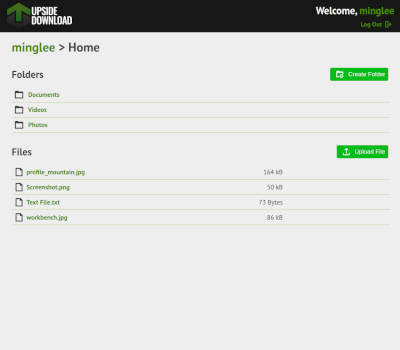 UPSIDE
DOWNLOAD
Welcome, minglee
Log Out
minglee > Home
Folders
Create Folder
Documents
Videos
Photos
Files
Upload File
profile_mountain.jpg 164 kB
Screenshot.png 50 kB
Text File.txt 73 Bytes
workbench.jpg 86 kB